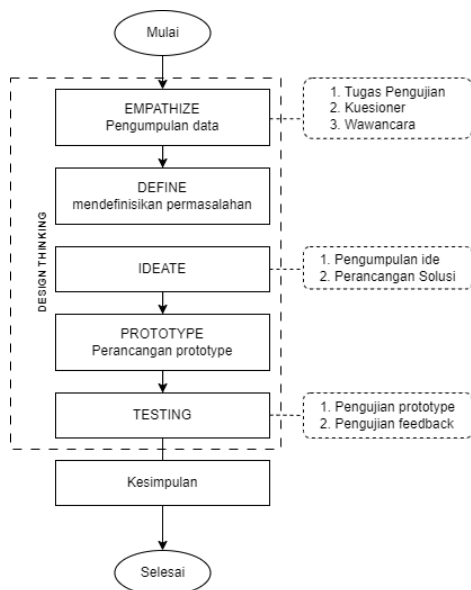 Mulai
EMPATHIZE
Pengumpulan data
1. Tugas Pengujian
2. Kuesioner
3. Wawancara
DEFINE
mendefinisikan permasalahan
DESIGN THINKING
IDEATE
1. Pengumpulan ide
2. Perancangan Solusi
PROTOTYPE
Perancangan prototype
TESTING
1. Pengujian prototype
2. Pengujian feedback
Kesimpulan
Selesai